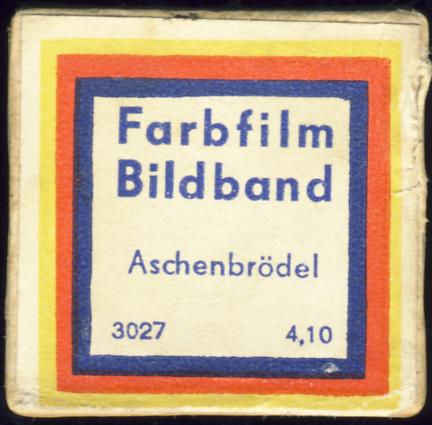 Farbfilm
Bildband
Aschenbrödel
3027 4,10